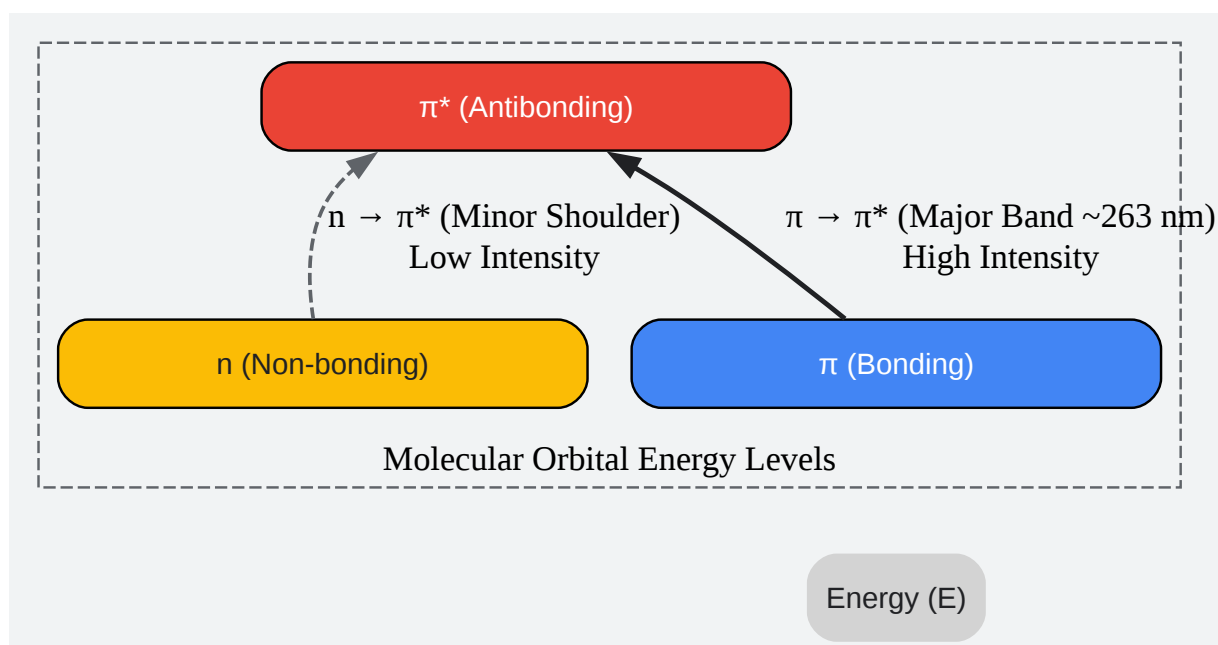 π* (Antibonding)
n → π* (Minor Shoulder)
Low Intensity
π → π* (Major Band ~263 nm)
High Intensity
n (Non-bonding)
π (Bonding)
Molecular Orbital Energy Levels
Energy (E)